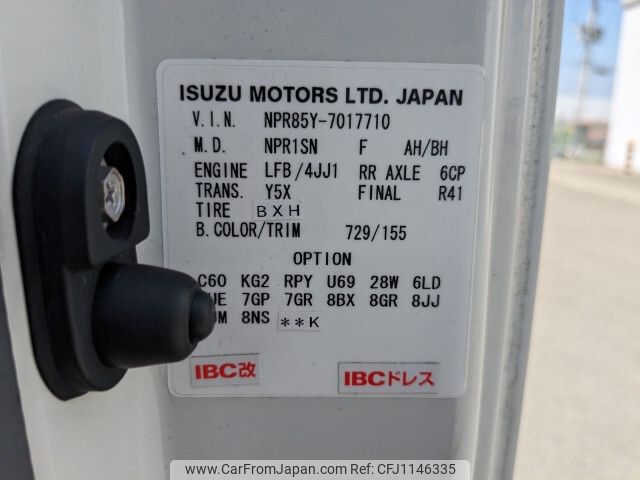 ISUZU MOTORS LTD. JAPAN
V.I.N. NPR85Y-7017710
M.D. NPR1SN F AH/BH
ENGINE LFB/4JJ1 RR AXLE 6CP
TRANS. Y5X FINAL R41
TIRE BXH
B.COLOR/TRIM 729/155
OPTION
C60 KG2 RPY U69 28W 6LD
7GP 7GR 8BX 8GR 8JJ
8NS **K
IBC改 IBCドレス
www.CarFromJapan.com | © CarFromJapan | CFJ1146335